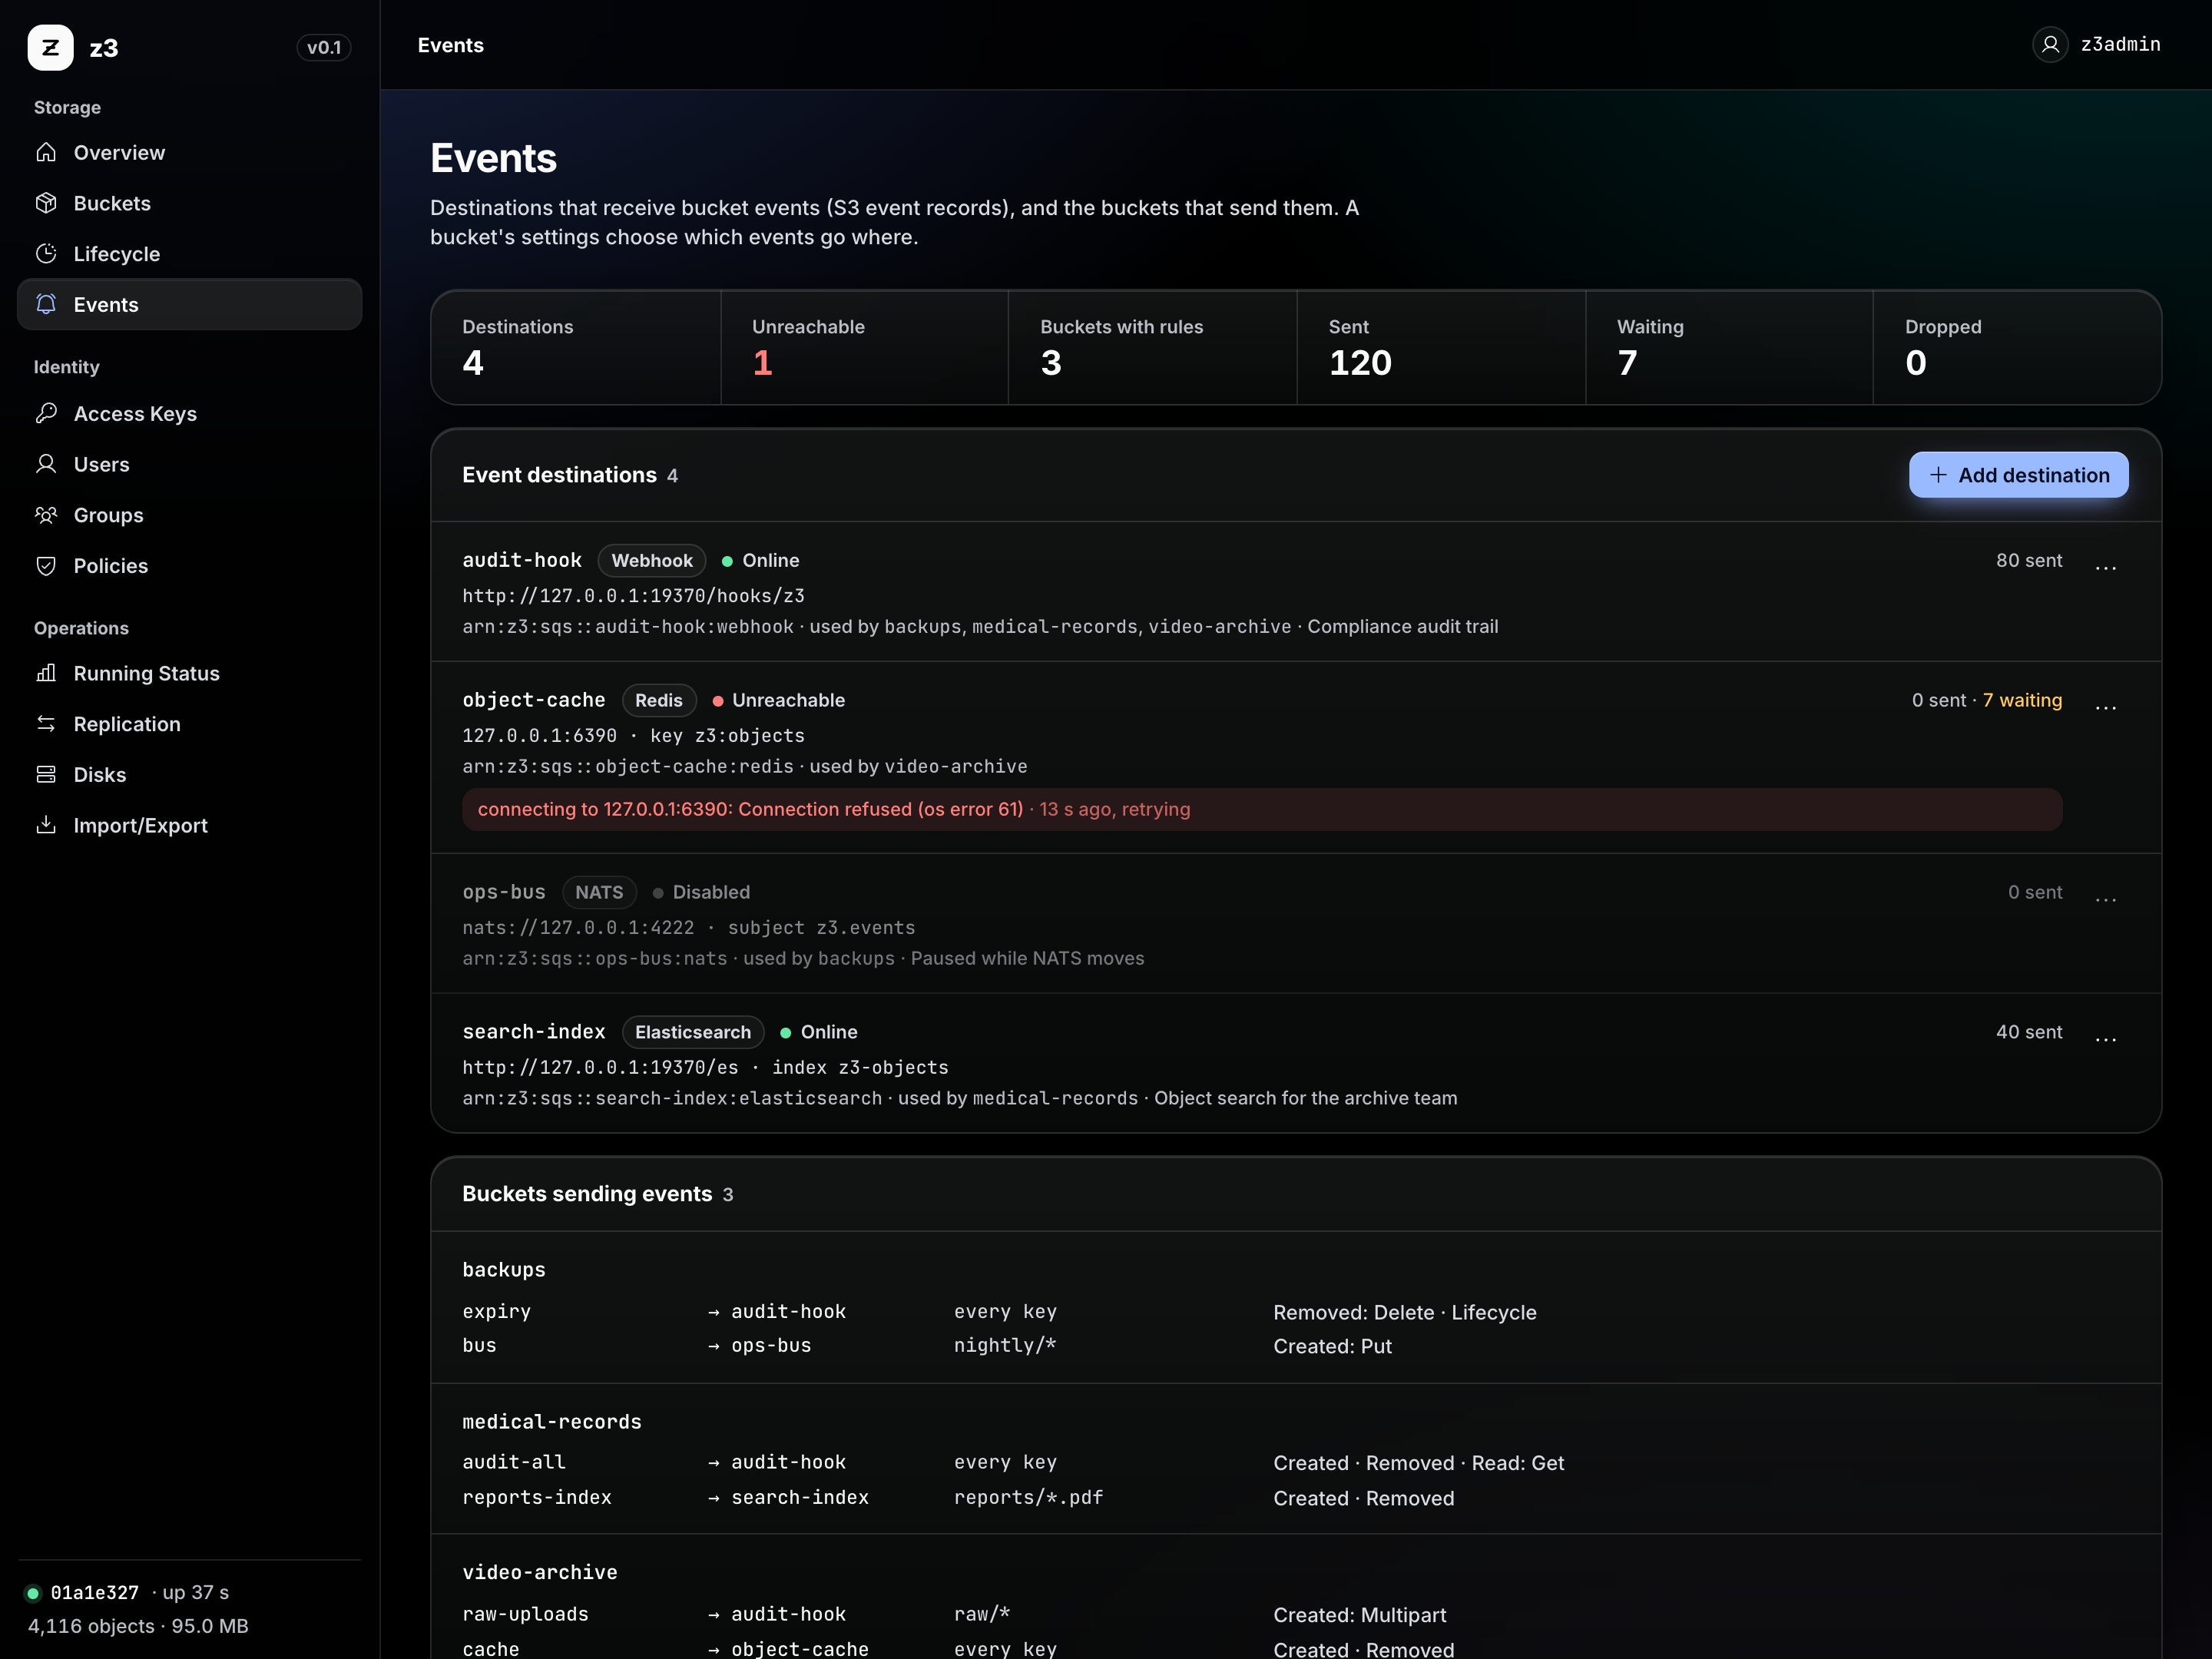 z3
v0.1
Storage
Overview
Buckets
Lifecycle
Events
Identity
Access Keys
Users
Groups
Policies
Operations
Running Status
Replication
Disks
Import/Export
01a1e327 · up 37 s
4,116 objects · 95.0 MB
Events
z3admin
Events
Destinations that receive bucket events (S3 event records), and the buckets that send them. A
bucket's settings choose which events go where.
Destinations
4
Unreachable
1
Buckets with rules
3
Sent
120
Waiting
7
Dropped
0
Event destinations 4
+ Add destination
audit-hook Webhook Online 80 sent ...
http://127.0.0.1:19370/hooks/z3
arn:z3:sqs::audit-hook:webhook · used by backups, medical-records, video-archive · Compliance audit trail
object-cache Redis Unreachable 0 sent · 7 waiting ...
127.0.0.1:6390 · key z3:objects
arn:z3:sqs::object-cache:redis · used by video-archive
connecting to 127.0.0.1:6390: Connection refused (os error 61) · 13 s ago, retrying
ops-bus NATS Disabled 0 sent ...
nats://127.0.0.1:4222 · subject z3.events
arn:z3:sqs::ops-bus:nats · used by backups · Paused while NATS moves
search-index Elasticsearch Online 40 sent ...
http://127.0.0.1:19370/es · index z3-objects
arn:z3:sqs::search-index:elasticsearch · used by medical-records · Object search for the archive team
Buckets sending events 3
backups
expiry → audit-hook every key Removed: Delete · Lifecycle
bus → ops-bus nightly/* Created: Put
medical-records
audit-all → audit-hook every key Created · Removed · Read: Get
reports-index → search-index reports/*.pdf Created · Removed
video-archive
raw-uploads → audit-hook raw/* Created: Multipart
cache → object-cache every key Created · Removed